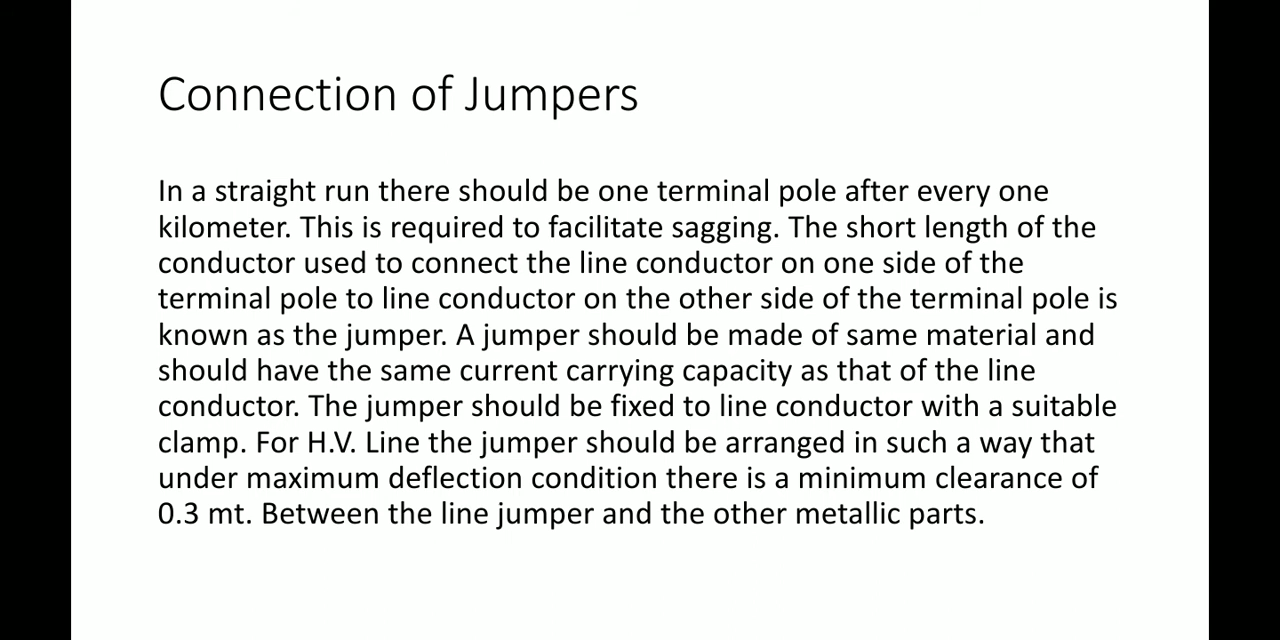 Connection of Jumpers
In a straight run there should be one terminal pole after every one
kilometer. This is required to facilitate sagging. The short length of the
conductor used to connect the line conductor on one side of the
terminal pole to line conductor on the other side of the terminal pole is
known as the jumper. A jumper should be made of same material and
should have the same current carrying capacity as that of the line
conductor. The jumper should be fixed to line conductor with a suitable
clamp. For H.V. Line the jumper should be arranged in such a way that
under maximum deflection condition there is a minimum clearance of
0.3 mt. Between the line jumper and the other metallic parts.